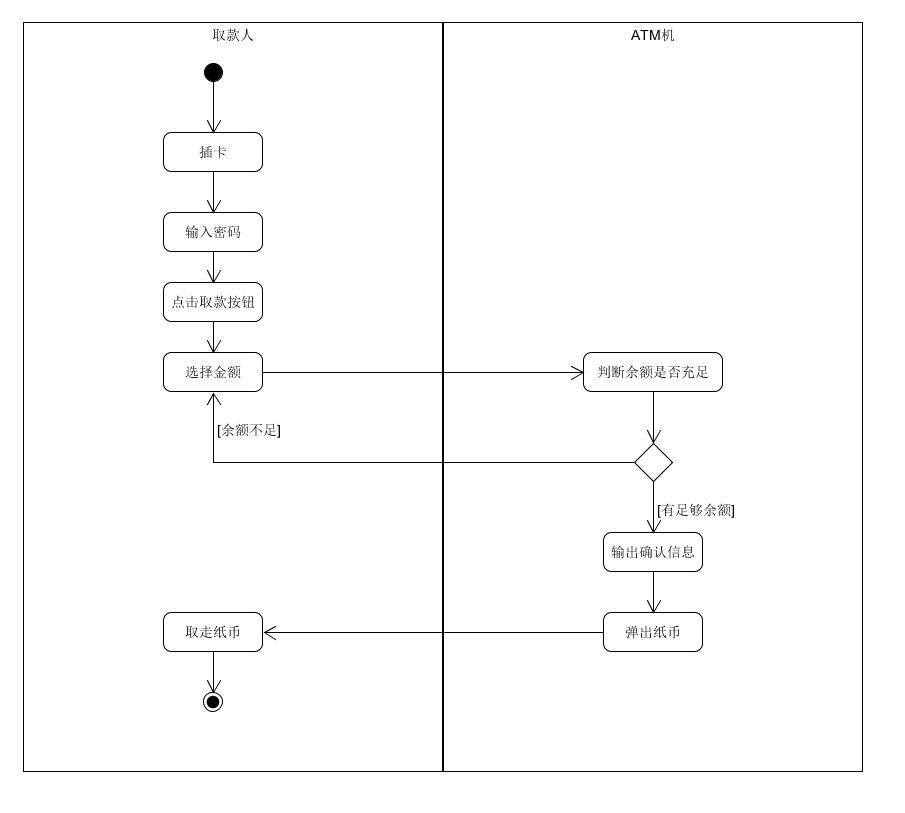 取款人
ATM机
插卡
输入密码
点击取款按钮
选择金额
判断余额是否充足
[余额不足]
[有足够余额]
输出确认信息
取走纸币
弹出纸币